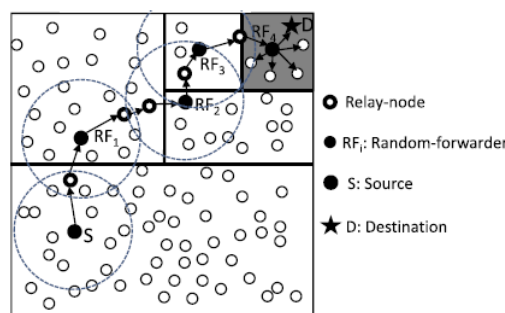 D
RF4
RF3
RF2
RF1
S
Relay-node
RFi: Random-forwarder
S: Source
D: Destination